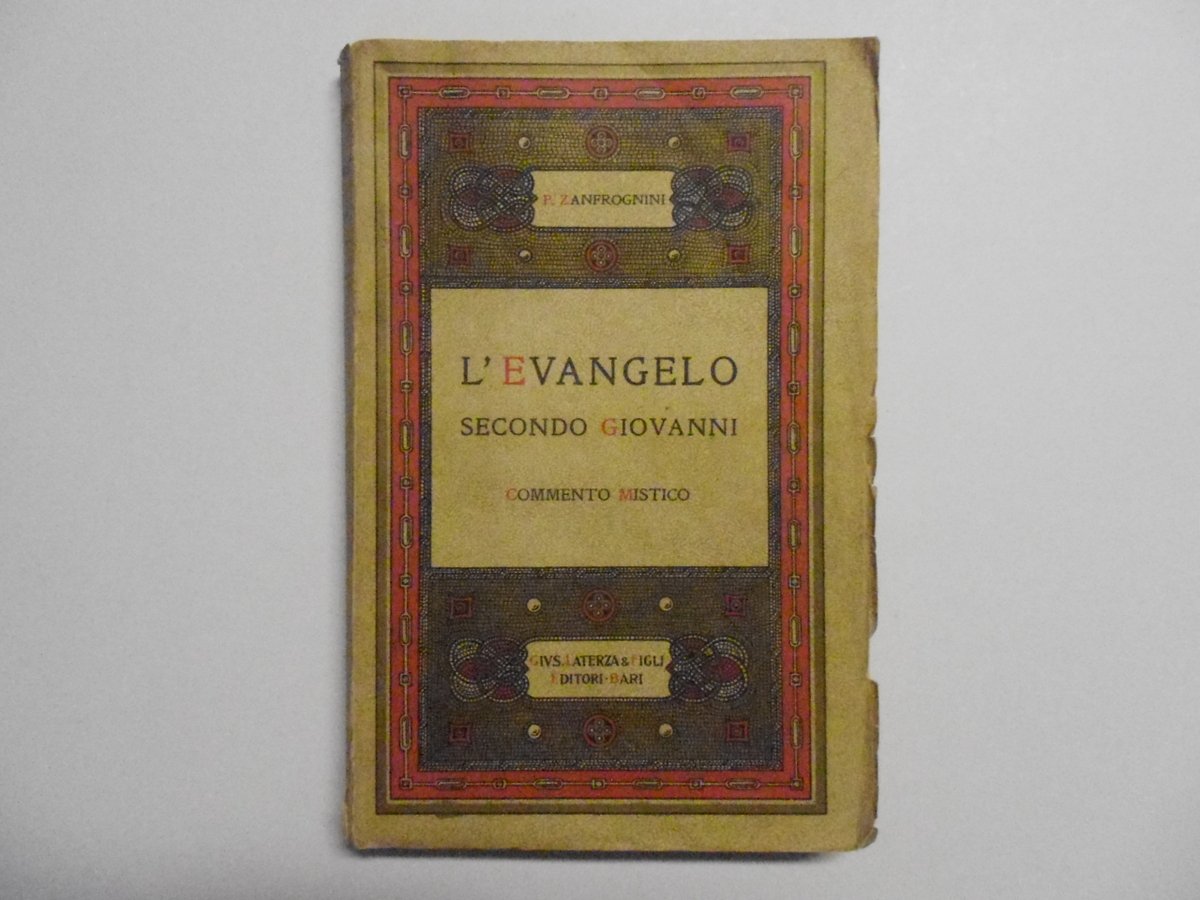 P. ZANFROGNINI
L'EVANGELO
SECONDO GIOVANNI
COMMENTO MISTICO
GIVS. LATERZA & FIGLI
EDITORI·BARI